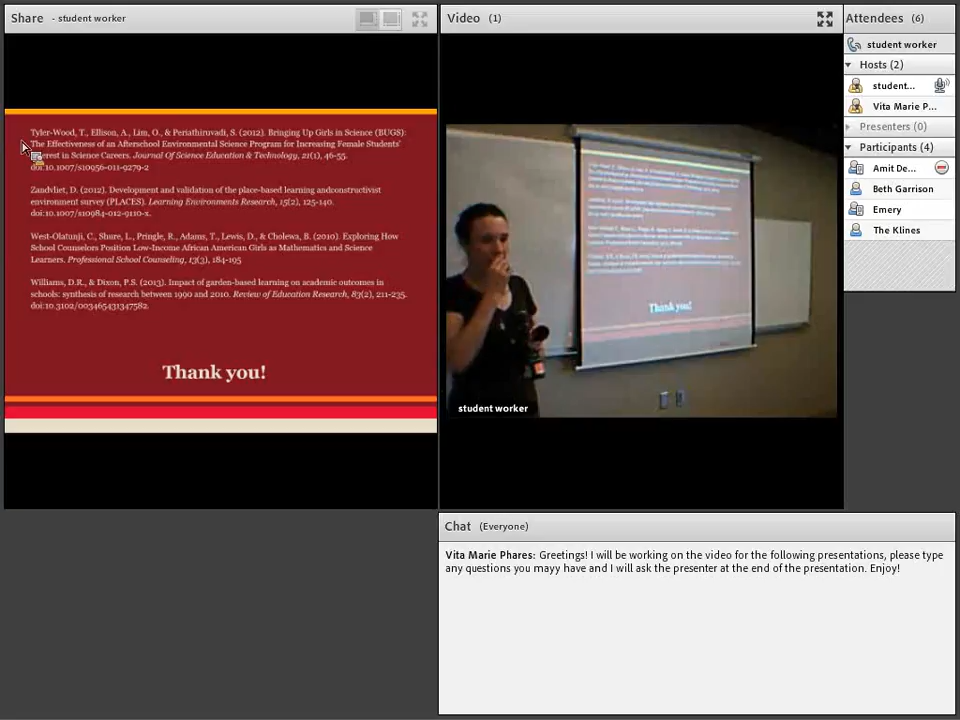 Share - student worker
Video (1)
Attendees (6)
student worker
Hosts (2)
student...
Vita Marie P...
Presenters (0)
Participants (4)
Amit De...
Beth Garrison
Emery
The Klines
Tyler-Wood, T., Ellison, A., Lim, O., & Periathiruvadi, S. (2012). Bringing Up Girls in Science (BUGS):
The Effectiveness of an Afterschool Environmental Science Program for Increasing Female Students'
Interest in Science Careers. Journal Of Science Education & Technology, 21(1), 46-55.
doi:10.1007/s10956-011-9279-2
Zandvliet, D. (2012). Development and validation of the place-based learning andconstructivist
environment survey (PLACES). Learning Environments Research, 15(2), 125-140.
doi:10.1007/s10984-012-9110-x.
West-Olatunji, C., Shure, L., Pringle, R., Adams, T., Lewis, D., & Cholewa, B. (2010). Exploring How
School Counselors Position Low-Income African American Girls as Mathematics and Science
Learners. Professional School Counseling, 13(3), 184-195
Williams, D.R., & Dixon, P.S. (2013). Impact of garden-based learning on academic outcomes in
schools: synthesis of research between 1990 and 2010. Review of Education Research, 83(2), 211-235.
doi:10.3102/0034654313475​82.
Thank you!
Thank you!
student worker
Chat (Everyone)
Vita Marie Phares: Greetings! I will be working on the video for the following presentations, please type
any questions you mayy have and I will ask the presenter at the end of the presentation. Enjoy!